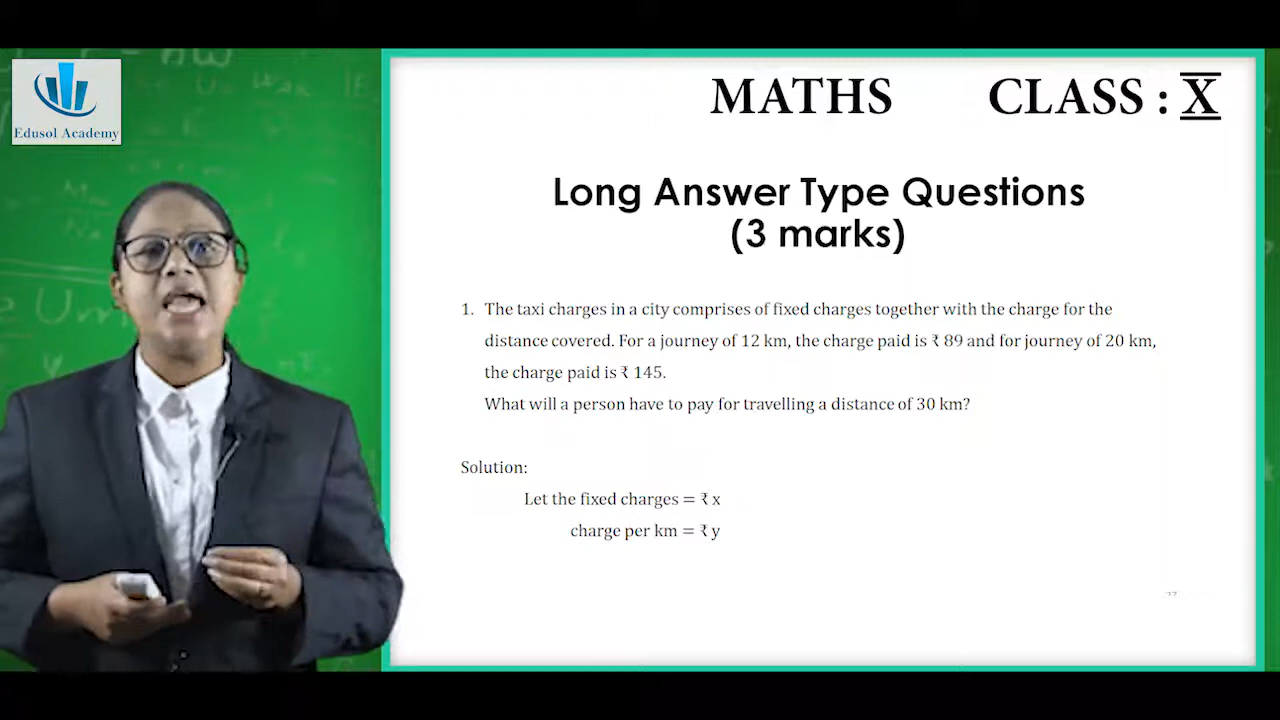 Edusol Academy
MATHS CLASS : X
Long Answer Type Questions
(3 marks)
1. The taxi charges in a city comprises of fixed charges together with the charge for the
distance covered. For a journey of 12 km, the charge paid is ₹ 89 and for journey of 20 km,
the charge paid is ₹ 145.
What will a person have to pay for travelling a distance of 30 km?
Solution:
Let the fixed charges = ₹ x
charge per km = ₹ y